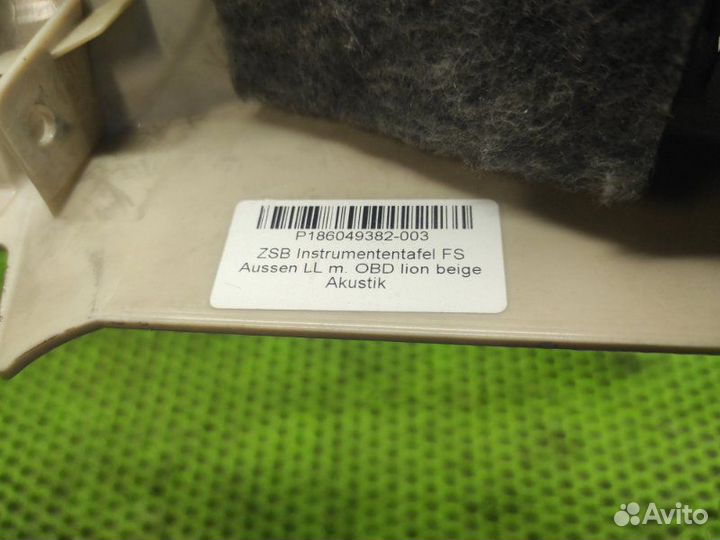 P186049382-003
ZSB Instrumententafel FS
Aussen LL m. OBD lion beige
Akustik
Avito